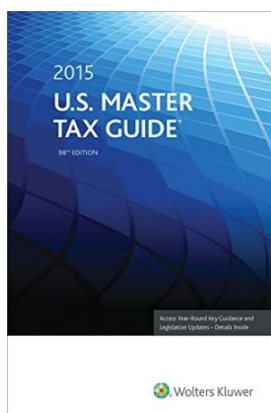 2015
U.S. MASTER
TAX GUIDE®
98TH EDITION
Access Year-Round Key Guidance and
Legislation Updates – Details Inside
Wolters Kluwer